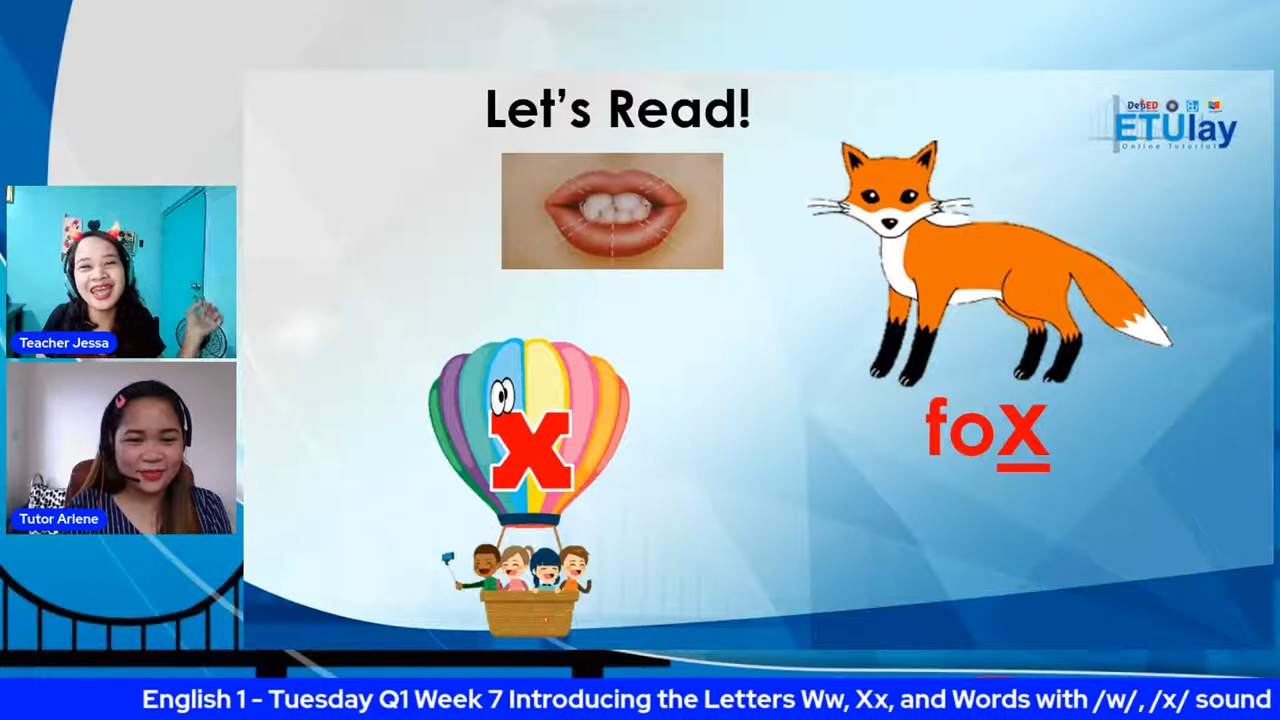 Let's Read!
DepED
ETUlay
Online Tutorial
Teacher Jessa
x
fox
Tutor Arlene
English 1 - Tuesday Q1 Week 7 Introducing the Letters Ww, Xx, and Words with /w/, /x/ sound